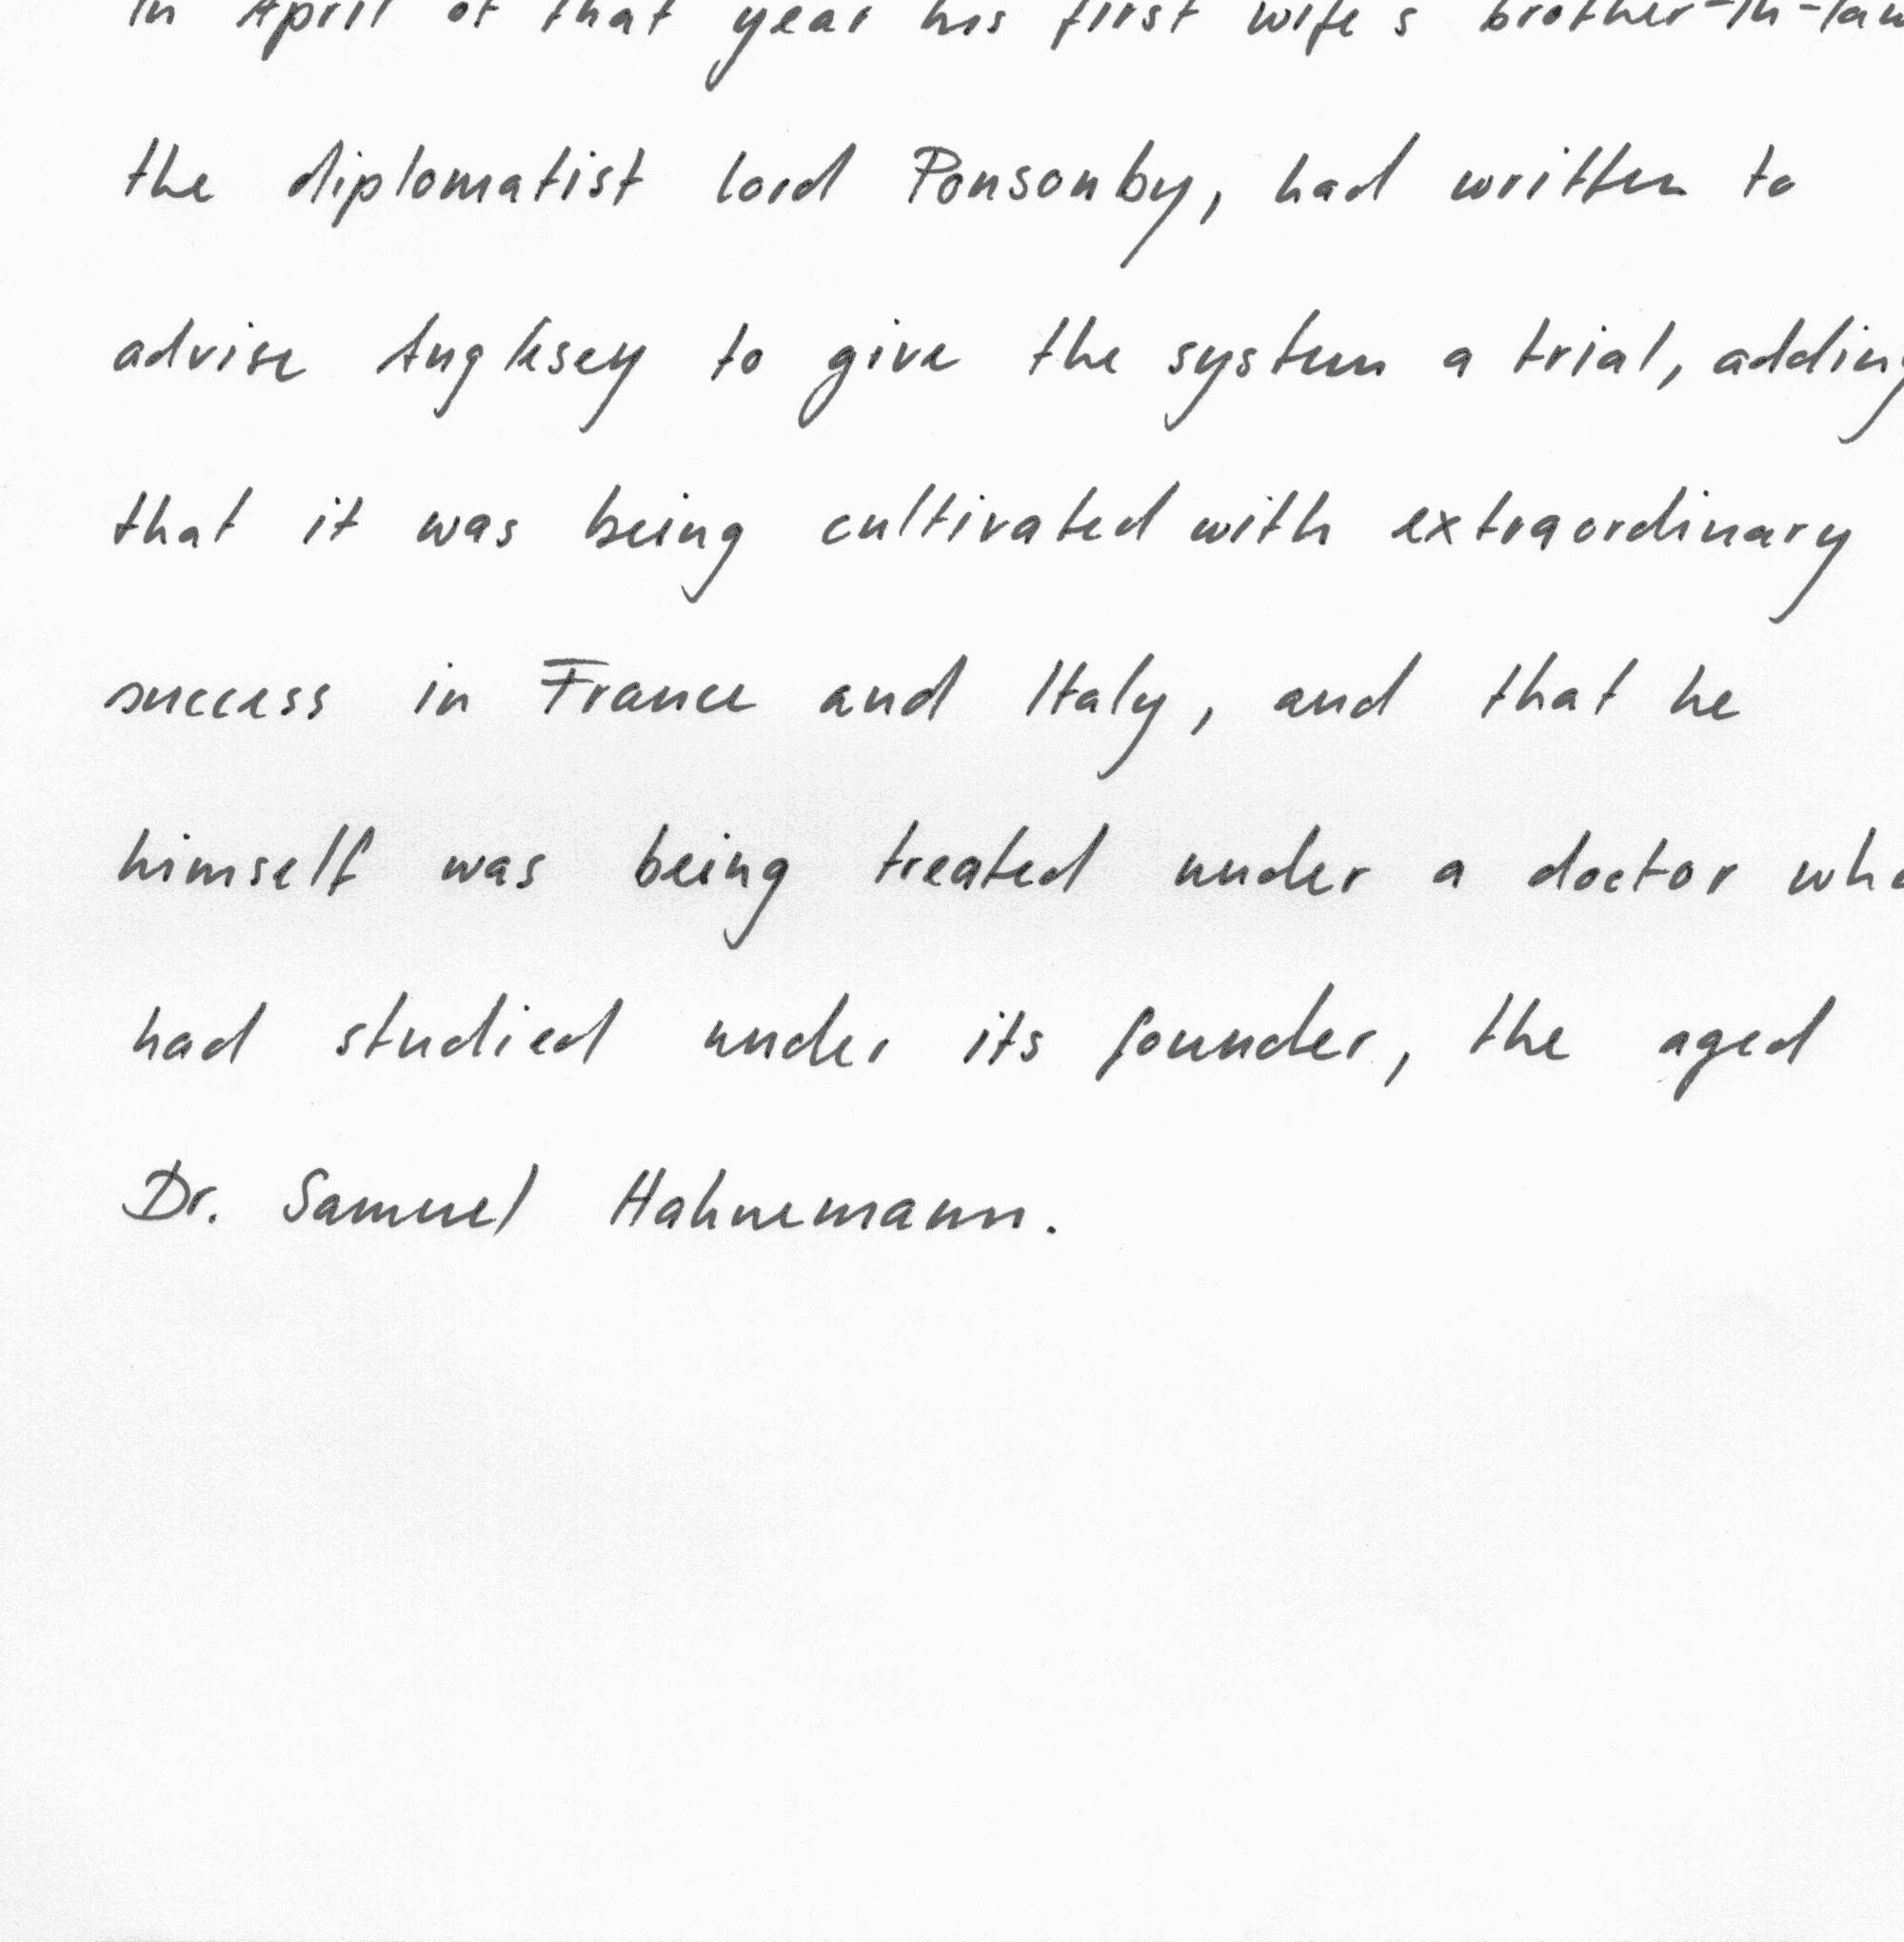 In April of that year his first wife's brother-in-law
the diplomatist lord Ponsonby, had written to
advise Anglesey to give the system a trial, adding
that it was being cultivated with extraordinary
success in France and Italy, and that he
himself was being treated under a doctor who
had studied under its founder, the aged
Dr. Samuel Hahnemann.